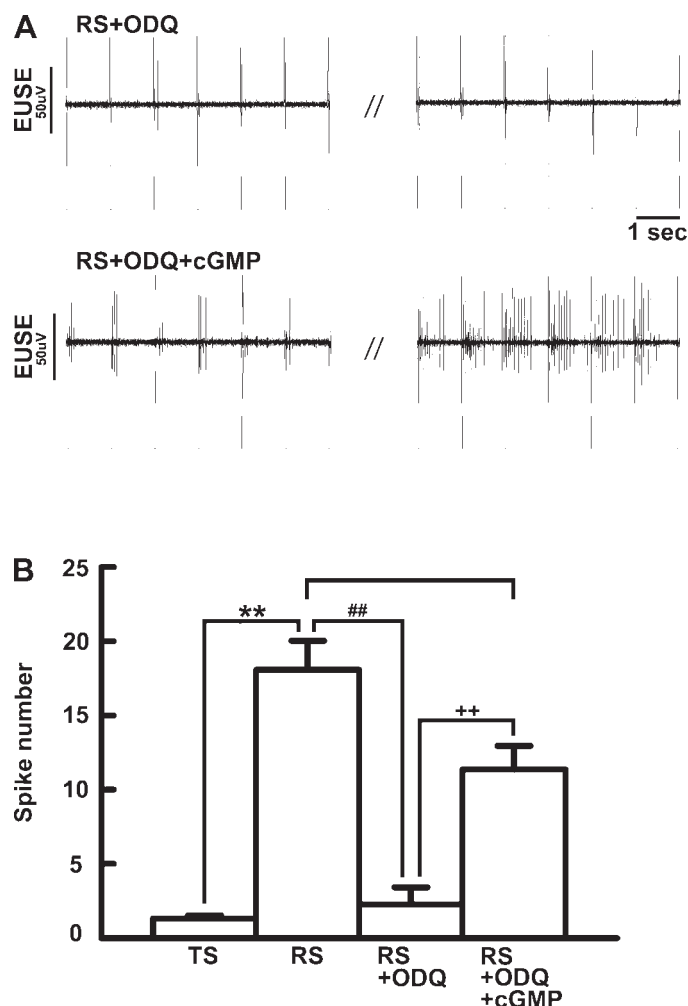 A
RS+ODQ
EUSE
50uV
//
1 sec
RS+ODQ+cGMP
EUSE
50uV
//
B
25
20
15
10
5
0
Spike number
**
##
++
TS
RS
RS
+ODQ
RS
+ODQ
+cGMP